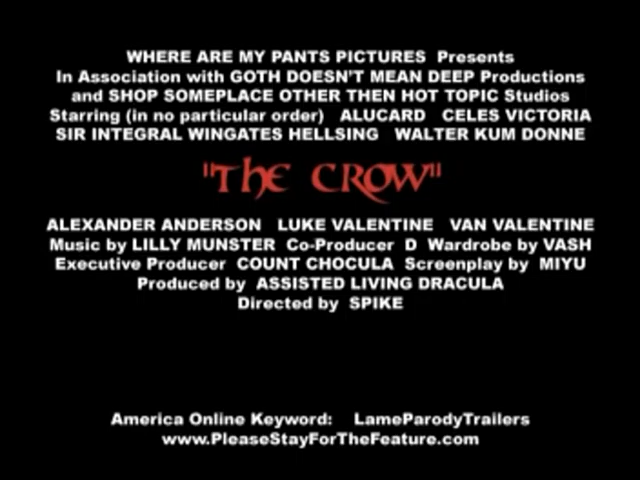 WHERE ARE MY PANTS PICTURES Presents
In Association with GOTH DOESN'T MEAN DEEP Productions
and SHOP SOMEPLACE OTHER THEN HOT TOPIC Studios
Starring (in no particular order) ALUCARD CELES VICTORIA
SIR INTEGRAL WINGATES HELLSING WALTER KUM DONNE
"THE CROW"
ALEXANDER ANDERSON LUKE VALENTINE VAN VALENTINE
Music by LILLY MUNSTER Co-Producer D Wardrobe by VASH
Executive Producer COUNT CHOCULA Screenplay by MIYU
Produced by ASSISTED LIVING DRACULA
Directed by SPIKE
America Online Keyword: LameParodyTrailers
www.PleaseStayForTheFeature.com